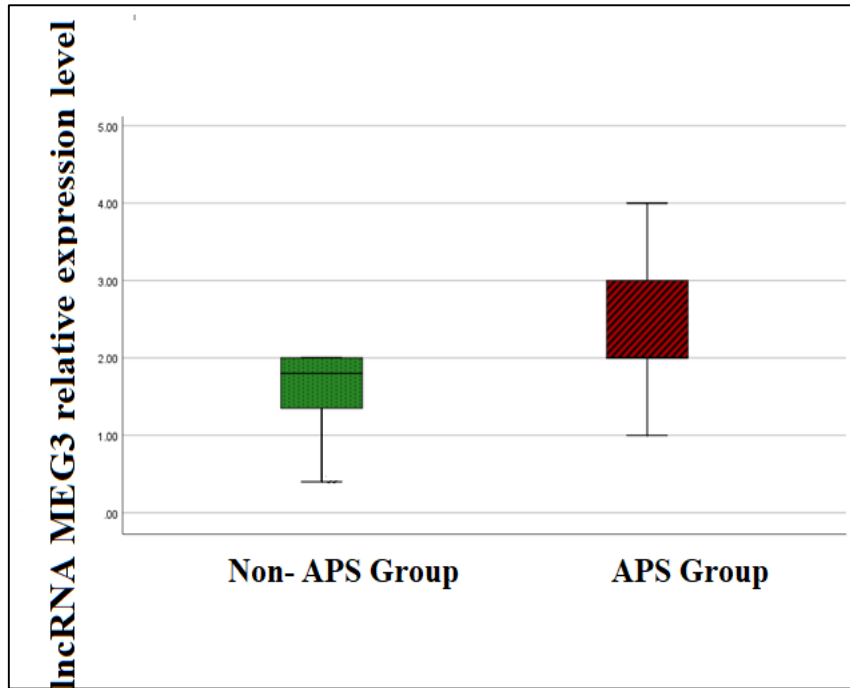 lncRNA MEG3 relative expression level
5.00
4.00
3.00
2.00
1.00
.00
Non- APS Group
APS Group